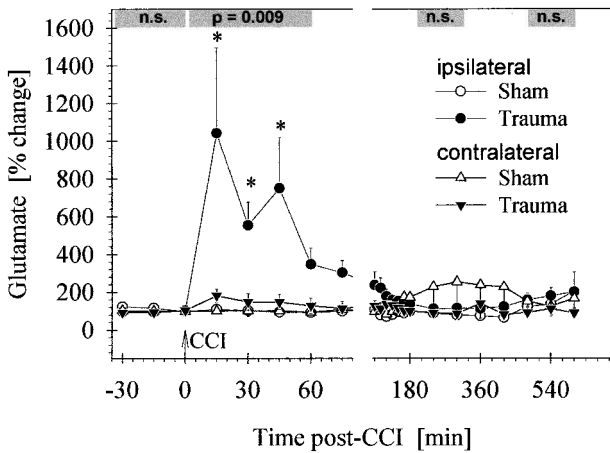 n.s.
p = 0.009
n.s.
n.s.
1600
1400
1200
1000
800
600
400
200
0
Glutamate [% change]
*
*
*
ipsilateral
Sham
Trauma
contralateral
Sham
Trauma
CCI
-30
0
30
60
180
360
540
Time post-CCI [min]